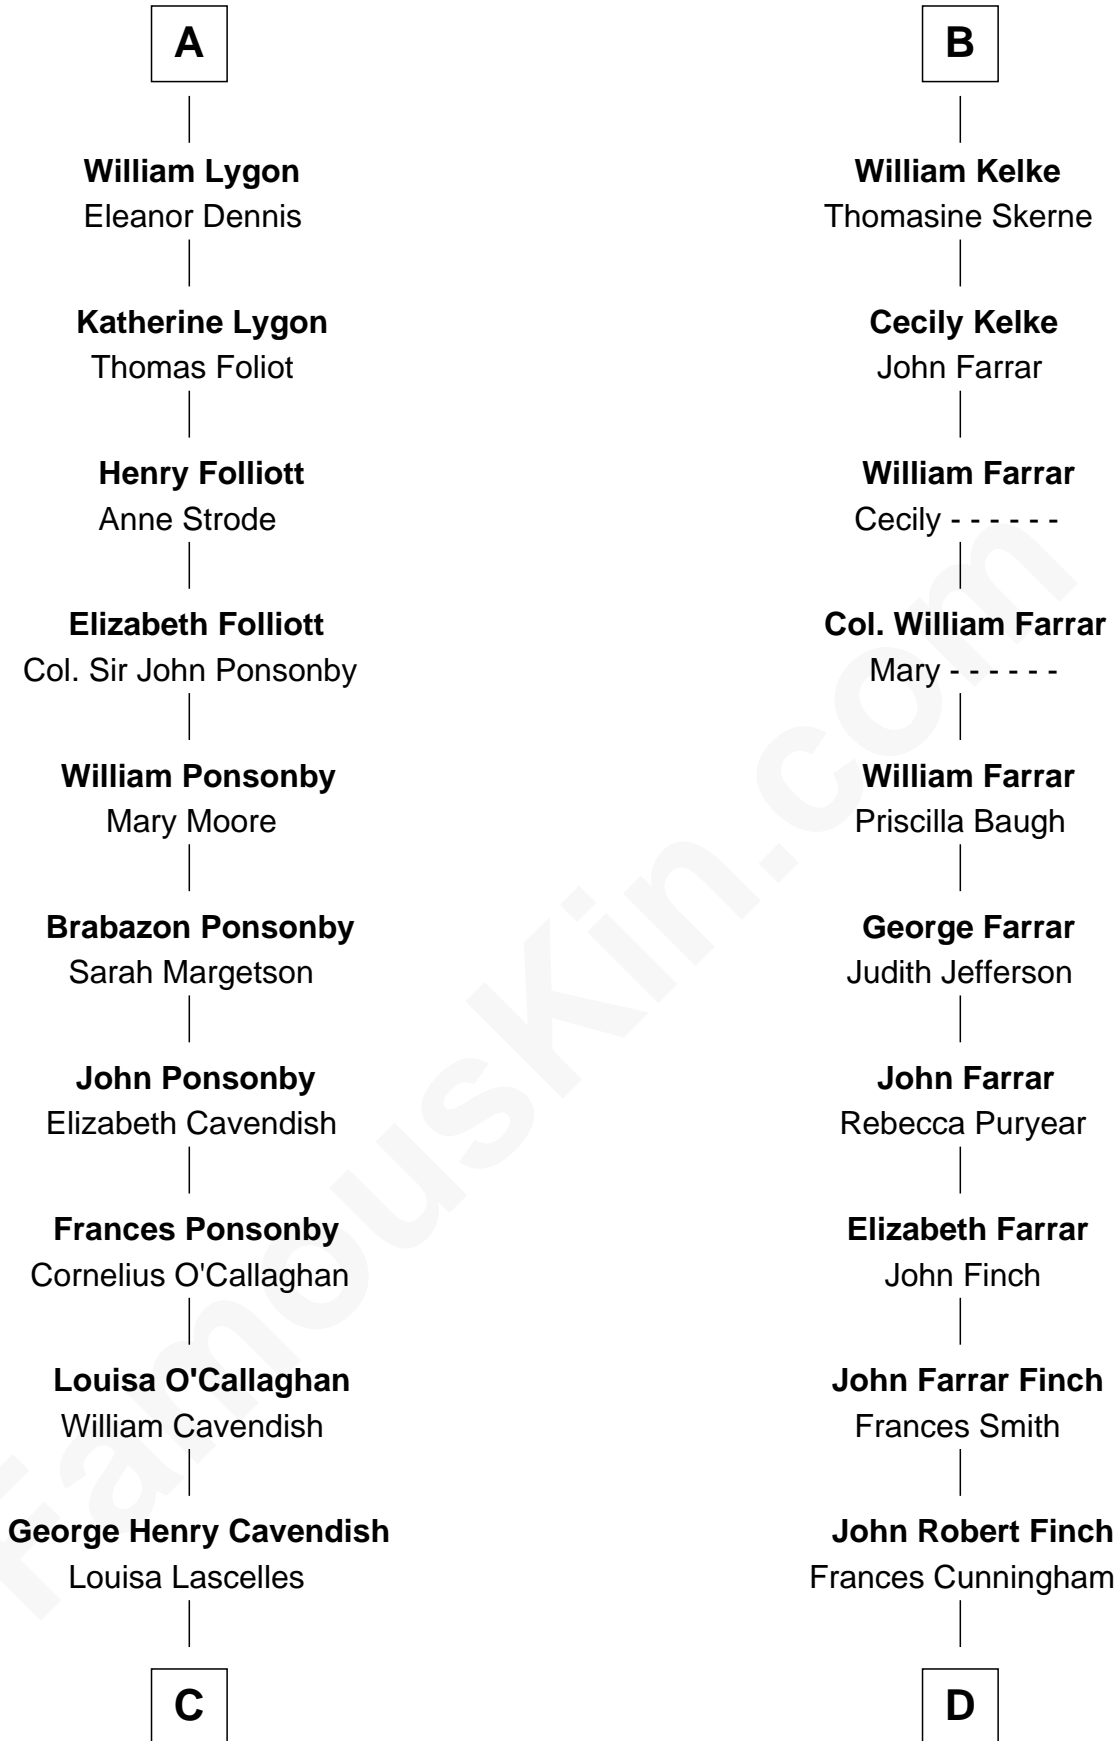 A
William Lygon
Eleanor Dennis
Katherine Lygon
Thomas Foliot
Henry Folliott
Anne Strode
Elizabeth Folliott
Col. Sir John Ponsonby
William Ponsonby
Mary Moore
Brabazon Ponsonby
Sarah Margetson
John Ponsonby
Elizabeth Cavendish
Frances Ponsonby
Cornelius O'Callaghan
Louisa O'Callaghan
William Cavendish
George Henry Cavendish
Louisa Lascelles
C
B
William Kelke
Thomasine Skerne
Cecily Kelke
John Farrar
William Farrar
Cecily - - - - - -
Col. William Farrar
Mary - - - - - -
William Farrar
Priscilla Baugh
George Farrar
Judith Jefferson
John Farrar
Rebecca Puryear
Elizabeth Farrar
John Finch
John Farrar Finch
Frances Smith
John Robert Finch
Frances Cunningham
D
FamousKin.com